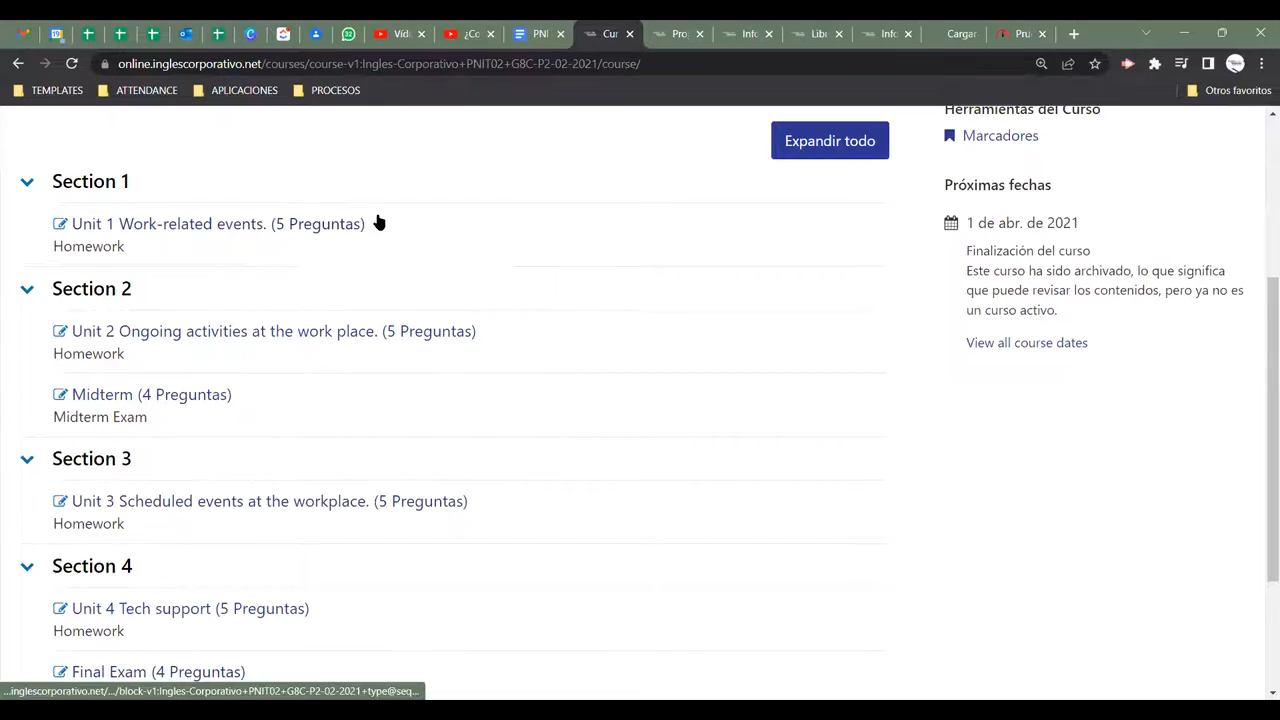 32
Víd
¿Co
PNI
Cur
Pro
Info
Libr
Info
Cargar
Pru
online.inglescorporativo.net/courses/course-v1:Ingles-Corporativo+PNIT02+G8C-P2-02-2021/course/
TEMPLATES
ATTENDANCE
APLICACIONES
PROCESOS
Otros favoritos
Herramientas del Curso
Marcadores
Expandir todo
Próximas fechas
1 de abr. de 2021
Finalización del curso
Este curso ha sido archivado, lo que significa
que puede revisar los contenidos, pero ya no es
un curso activo.
View all course dates
Section 1
Unit 1 Work-related events. (5 Preguntas)
Homework
Section 2
Unit 2 Ongoing activities at the work place. (5 Preguntas)
Homework
Midterm (4 Preguntas)
Midterm Exam
Section 3
Unit 3 Scheduled events at the workplace. (5 Preguntas)
Homework
Section 4
Unit 4 Tech support (5 Preguntas)
Homework
Final Exam (4 Preguntas)
...inglescorporativo.net/.../block-v1:Ingles-Corporativo+PNIT02+G8C-P2-02-2021+type@seq...